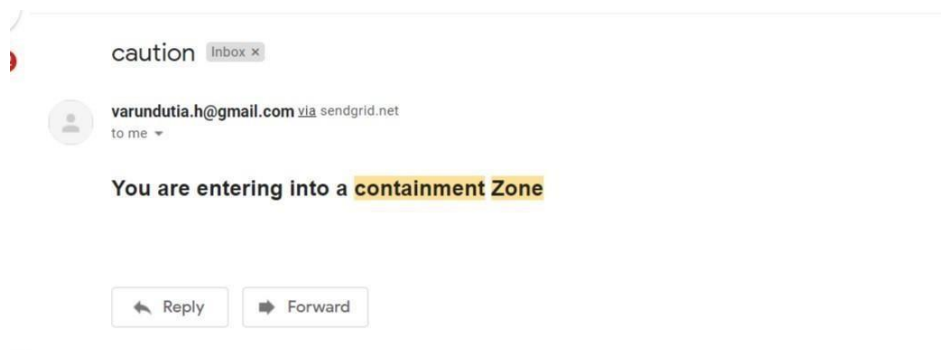 caution Inbox ×
varundutia.h@gmail.com via sendgrid.net
to me
You are entering into a containment Zone
Reply Forward